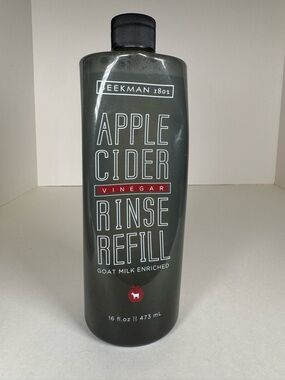 BEEKMAN 1802
APPLE
CIDER
VINEGAR
RINSE
REFILL
GOAT MILK ENRICHED
16 fl.oz || 473 mL